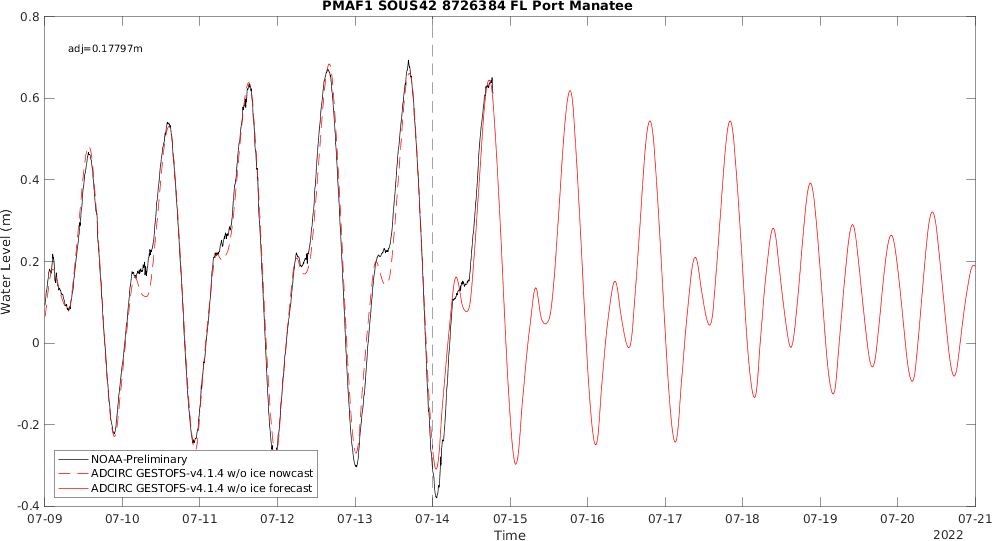 PMAF1 SOUS42 8726384 FL Port Manatee
0.8
adj=0.17797m
0.6
0.4
0.2
0
-0.2
-0.4
Water Level (m)
NOAA-Preliminary
ADCIRC GESTOFS-v4.1.4 w/o ice nowcast
ADCIRC GESTOFS-v4.1.4 w/o ice forecast
07-09 07-10 07-11 07-12 07-13 07-14 07-15 07-16 07-17 07-18 07-19 07-20 07-21
Time
2022